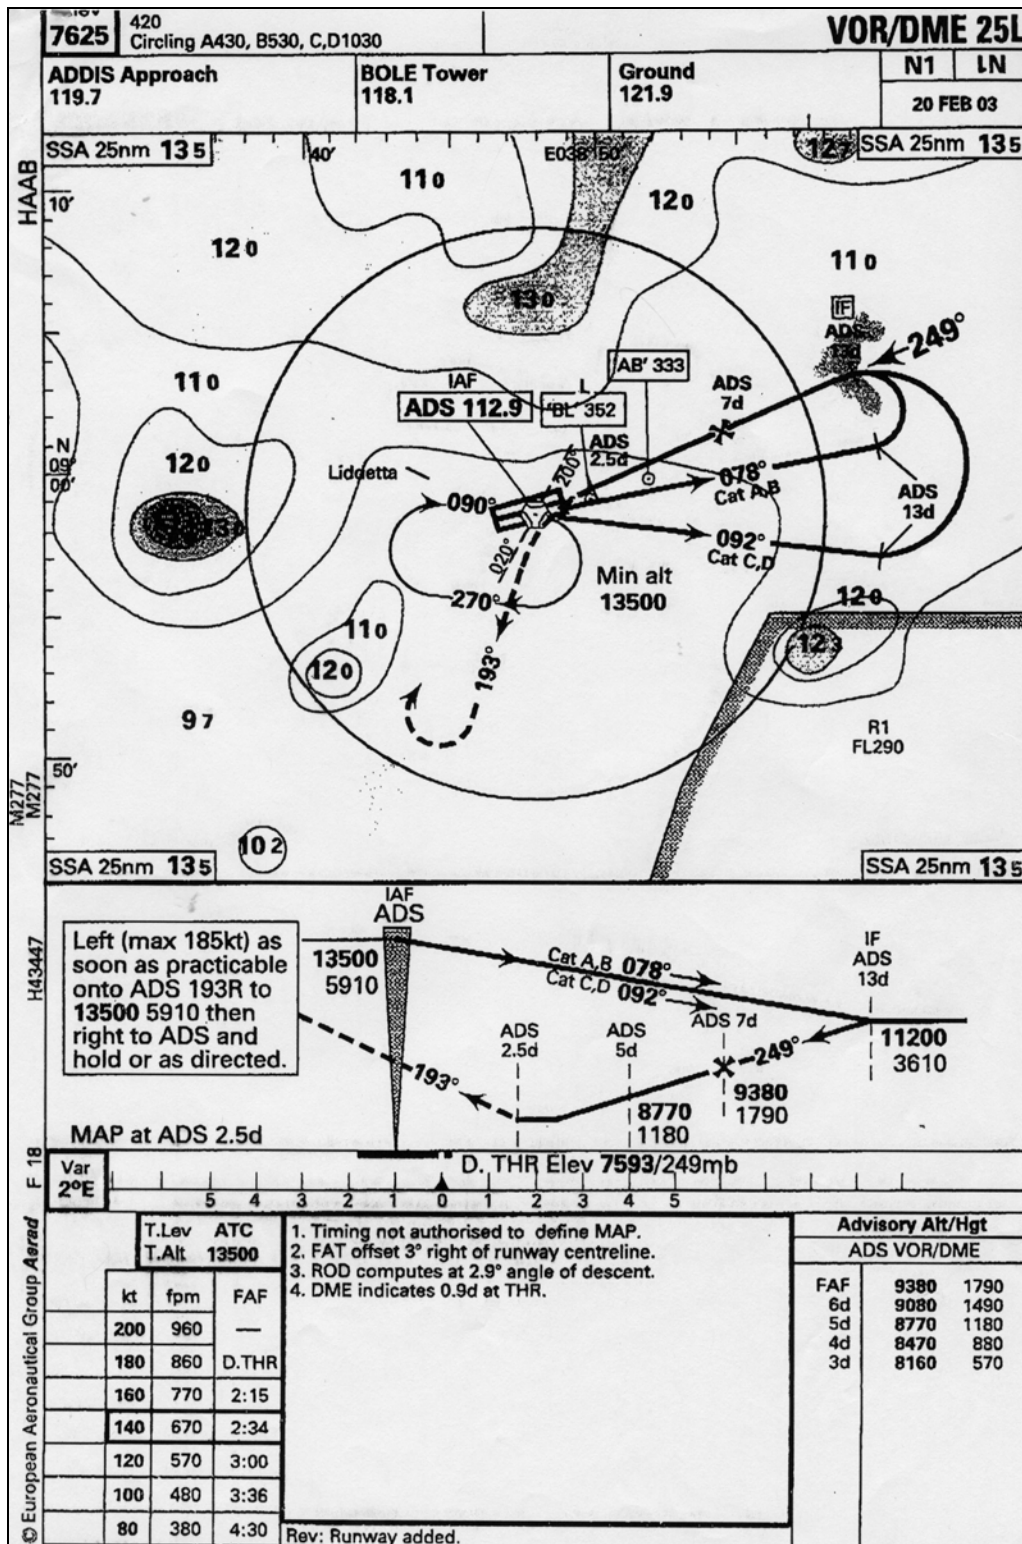 7625
420
Circling A430, B530, C,D1030
VOR/DME 25L
ADDIS Approach
119.7
BOLE Tower
118.1
Ground
121.9
N1
N1
20 FEB 03
HAAB
SSA 25nm 135
40'
E038° 50'
127
SSA 25nm 135
110
10'
120
120
110
130
IF
ADS
13d
249°
110
IAF
ADS 112.9
L
'BL' 352
'AB' 333
ADS
7d
ADS
2.5d
N
09°
00'
120
Liddetta
200°
078°
Cat A,B
090°
ADS
13d
130
092°
Cat C,D
020°
Min alt
13500
270°
120
110
123
120
193°
97
R1
FL290
50'
M277
M277
102
SSA 25nm 135
SSA 25nm 135
H43447
IAF
ADS
Left (max 185kt) as
soon as practicable
onto ADS 193R to
13500 5910 then
right to ADS and
hold or as directed.
13500
5910
Cat A,B 078°
Cat C,D 092°
IF
ADS
13d
ADS
2.5d
ADS
5d
ADS 7d
249°
11200
3610
193°
9380
1790
8770
1180
MAP at ADS 2.5d
F 18
D. THR Elev 7593/249mb
Var
2°E
5 4 3 2 1 0 1 2 3 4 5
T.Lev ATC
T.Alt 13500
kt fpm FAF
200 960 —
180 860 D.THR
160 770 2:15
140 670 2:34
120 570 3:00
100 480 3:36
80 380 4:30
1. Timing not authorised to define MAP.
2. FAT offset 3° right of runway centreline.
3. ROD computes at 2.9° angle of descent.
4. DME indicates 0.9d at THR.
Rev: Runway added.
Advisory Alt/Hgt
ADS VOR/DME
FAF 9380 1790
6d 9080 1490
5d 8770 1180
4d 8470 880
3d 8160 570
© European Aeronautical Group Aerad